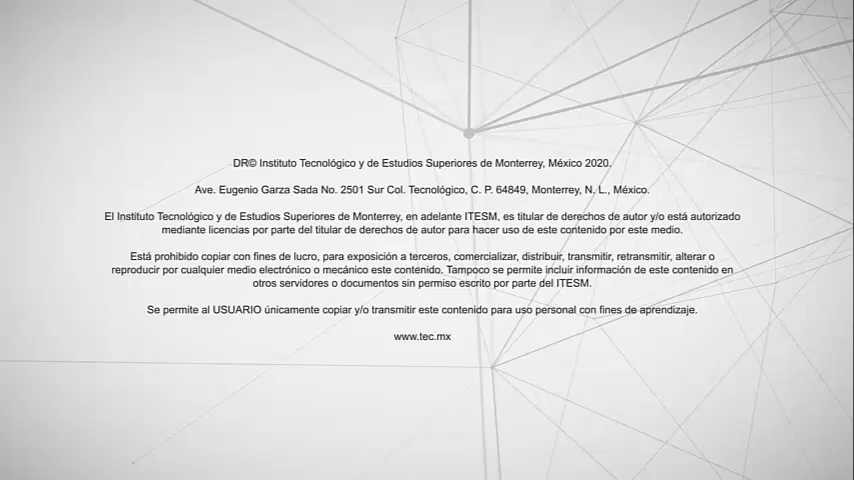 DR© Instituto Tecnológico y de Estudios Superiores de Monterrey, México 2020.
Ave. Eugenio Garza Sada No. 2501 Sur Col. Tecnológico, C. P. 64849, Monterrey, N. L., México.
El Instituto Tecnológico y de Estudios Superiores de Monterrey, en adelante ITESM, es titular de derechos de autor y/o está autorizado
mediante licencias por parte del titular de derechos de autor para hacer uso de este contenido por este medio.
Está prohibido copiar con fines de lucro, para exposición a terceros, comercializar, distribuir, transmitir, retransmitir, alterar o
reproducir por cualquier medio electrónico o mecánico este contenido. Tampoco se permite incluir información de este contenido en
otros servidores o documentos sin permiso escrito por parte del ITESM.
Se permite al USUARIO únicamente copiar y/o transmitir este contenido para uso personal con fines de aprendizaje.
www.tec.mx